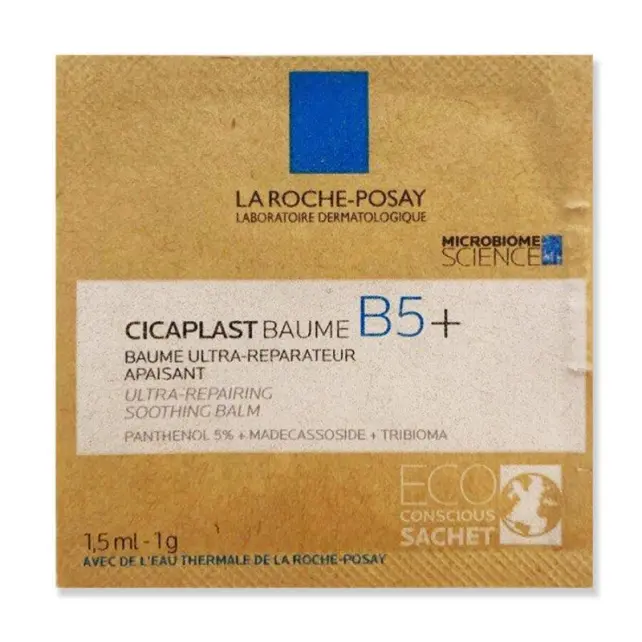 LA ROCHE-POSAY
LABORATOIRE DERMATOLOGIQUE
MICROBIOME
SCIENCE
CICAPLAST BAUME B5+
BAUME ULTRA-REPARATEUR
APAISANT
ULTRA-REPAIRING
SOOTHING BALM
PANTHENOL 5% + MADECASSOSIDE + TRIBIOMA
ECO
CONSCIOUS
SACHET
1,5 ml - 1g
AVEC DE L'EAU THERMALE DE LA ROCHE-POSAY